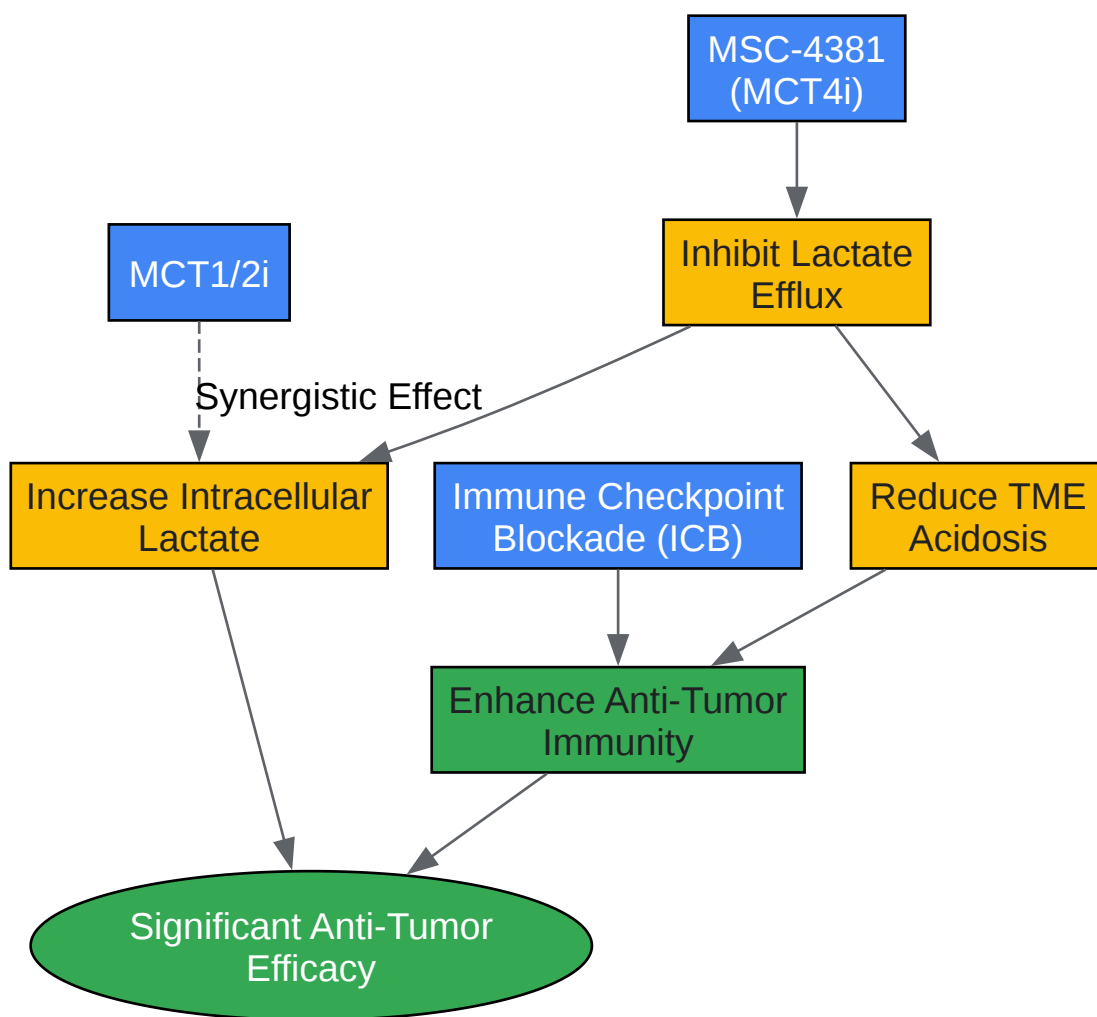 MSC-4381
(MCT4i)
MCT1/2i
Inhibit Lactate
Efflux
Synergistic Effect
Increase Intracellular
Lactate
Immune Checkpoint
Blockade (ICB)
Reduce TME
Acidosis
Enhance Anti-Tumor
Immunity
Significant Anti-Tumor
Efficacy